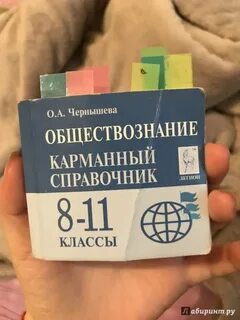 О.А. Чернышева
ОБЩЕСТВОЗНАНИЕ
КАРМАННЫЙ
СПРАВОЧНИК
ЛЕГИОН
8-11
КЛАССЫ
Лабиринт.ру